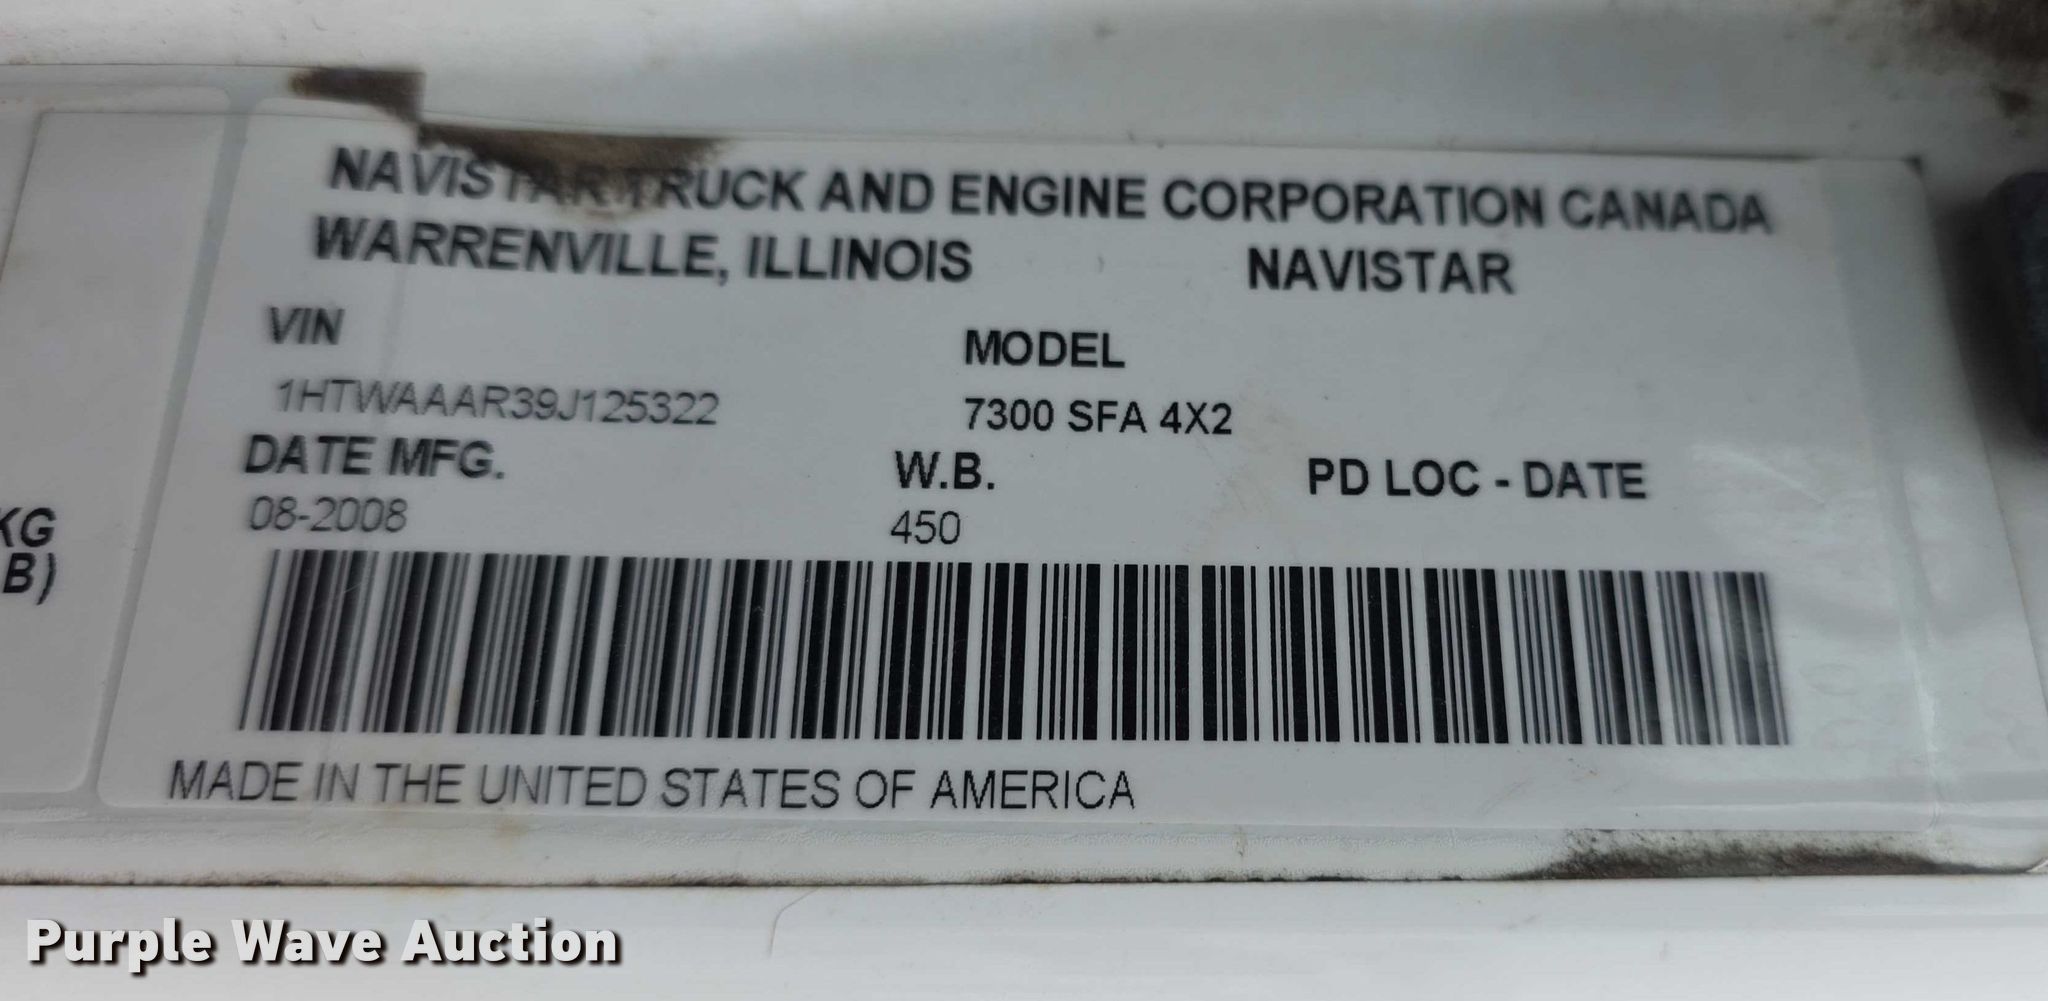 NAVISTAR TRUCK AND ENGINE CORPORATION CANADA
WARRENVILLE, ILLINOIS NAVISTAR
VIN MODEL
1HTWAAAR39J125322 7300 SFA 4X2
DATE MFG. W.B. PD LOC - DATE
08-2008 450
KG
B)
MADE IN THE UNITED STATES OF AMERICA
Purple Wave Auction